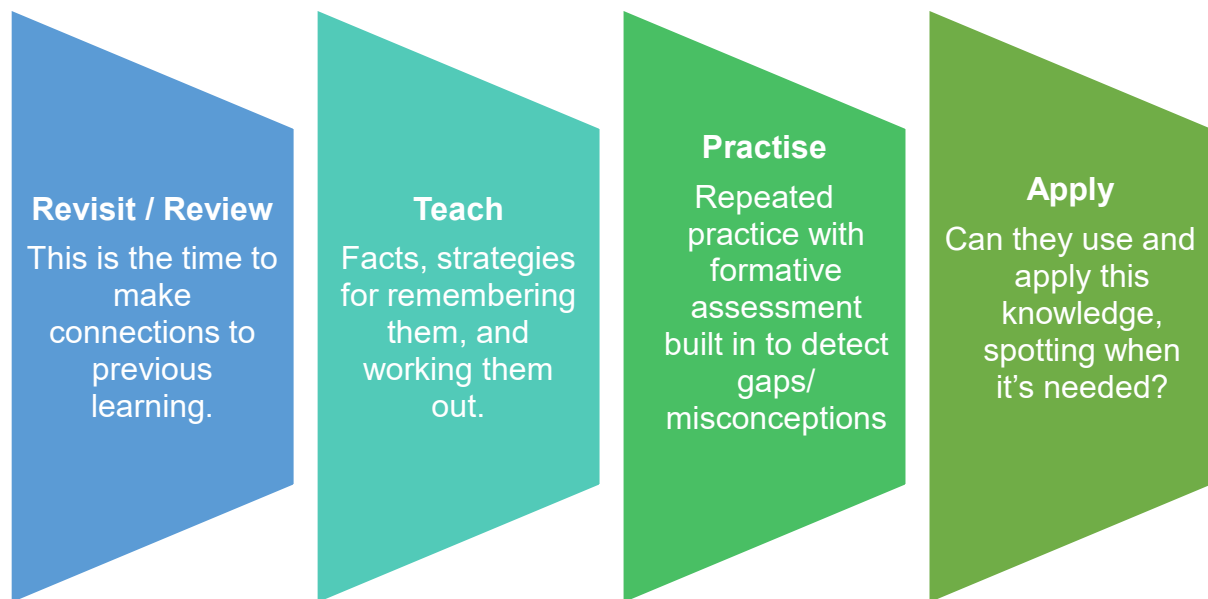 Revisit / Review
This is the time to
make
connections to
previous
learning.
Teach
Facts, strategies
for remembering
them, and
working them
out.
Practise
Repeated
practice with
formative
assessment
built in to detect
gaps/
misconceptions
Apply
Can they use and
apply this
knowledge,
spotting when
it’s needed?